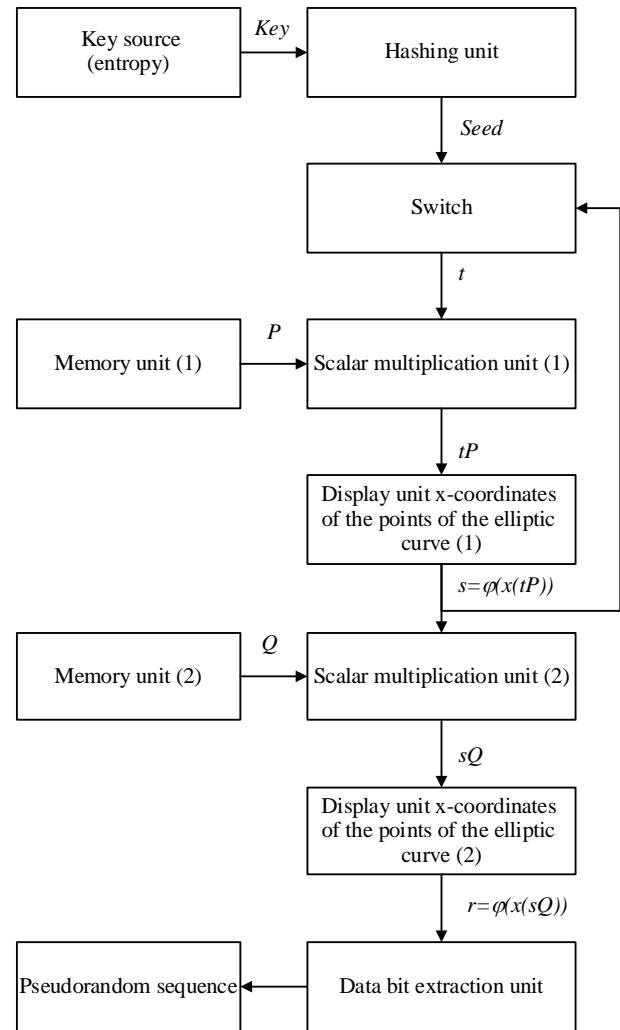 Key source
(entropy)
Key
Hashing unit
Seed
Switch
t
Memory unit (1)
P
Scalar multiplication unit (1)
tP
Display unit x-coordinates
of the points of the elliptic
curve (1)
s=φ(x(tP))
Memory unit (2)
Q
Scalar multiplication unit (2)
sQ
Display unit x-coordinates
of the points of the elliptic
curve (2)
r=φ(x(sQ))
Pseudorandom sequence
Data bit extraction unit